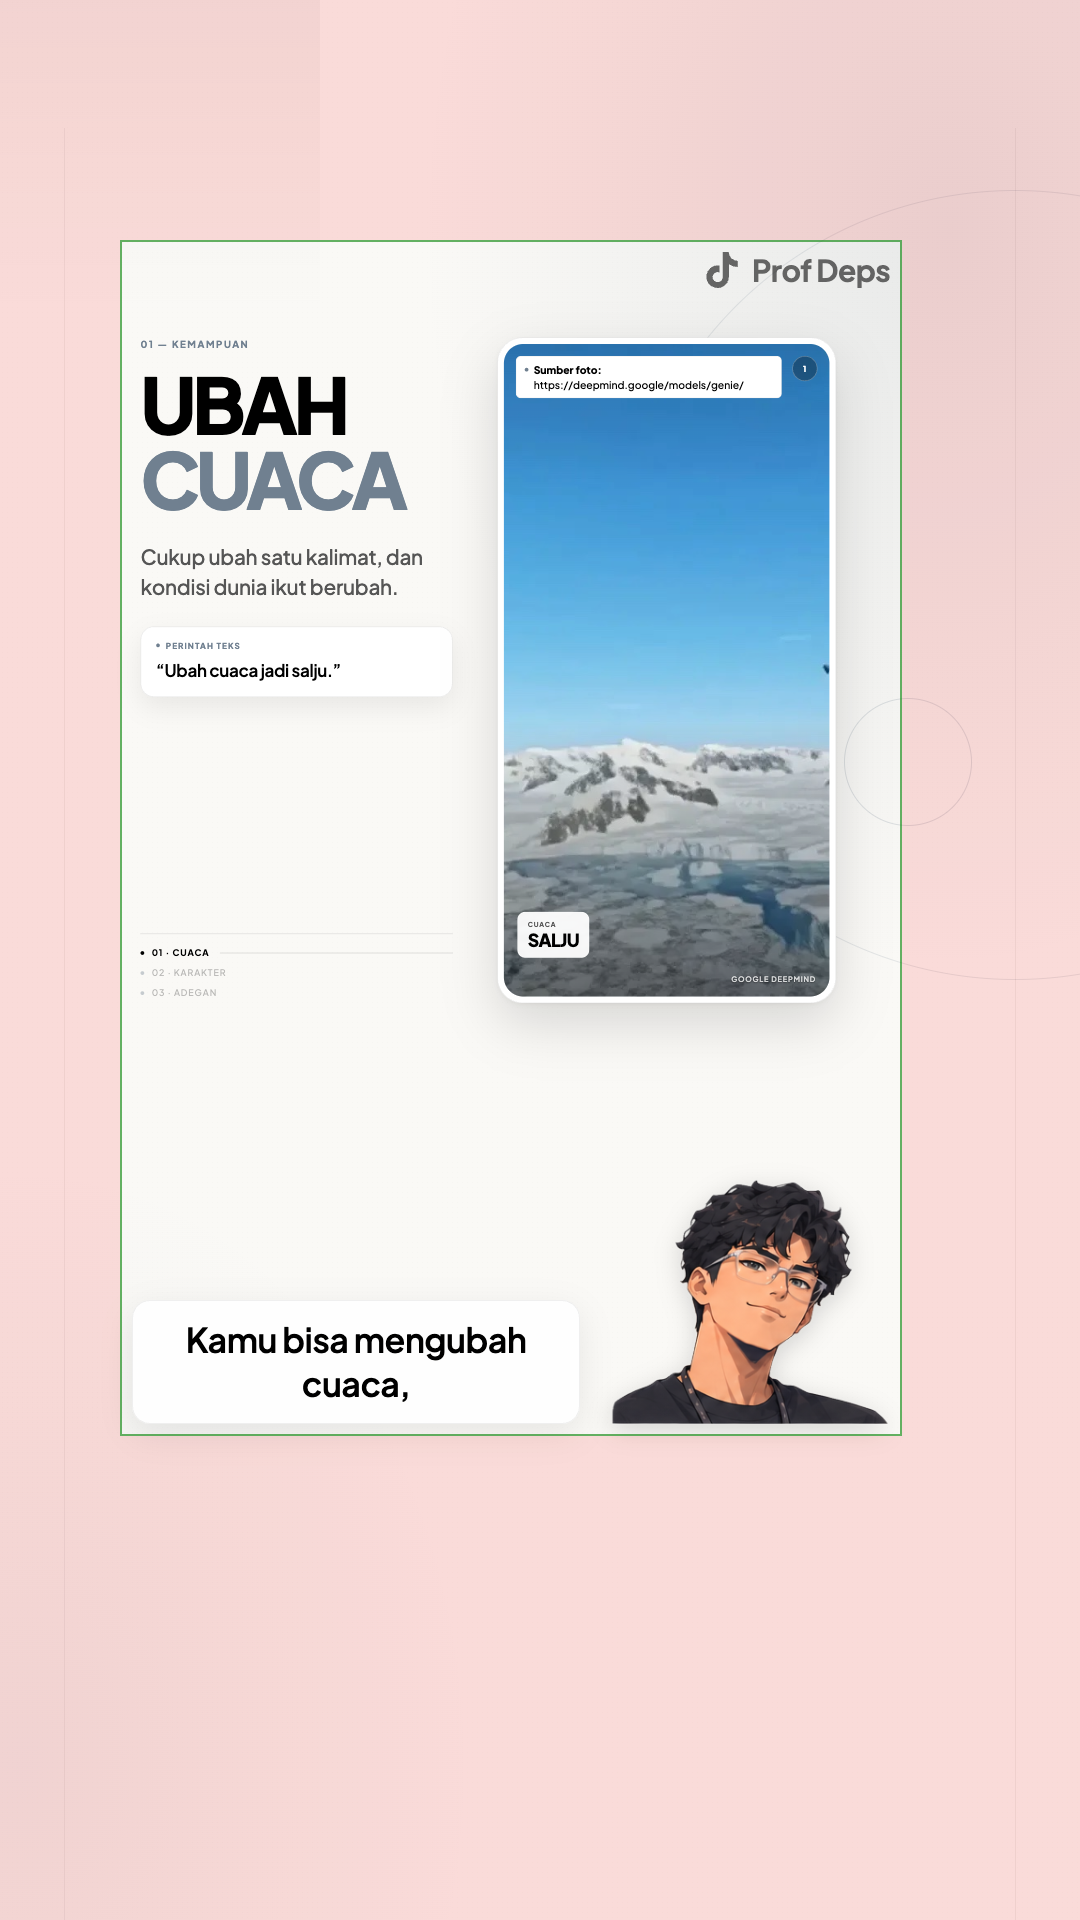 Prof Deps
01 — KEMAMPUAN
UBAH
CUACA
Cukup ubah satu kalimat, dan
kondisi dunia ikut berubah.
• PERINTAH TEKS
“Ubah cuaca jadi salju.”
• 01 · CUACA
• 02 · KARAKTER
• 03 · ADEGAN
• Sumber foto:
https://deepmind.google/models/genie/
1
CUACA
SALJU
GOOGLE DEEPMIND
Kamu bisa mengubah
cuaca,